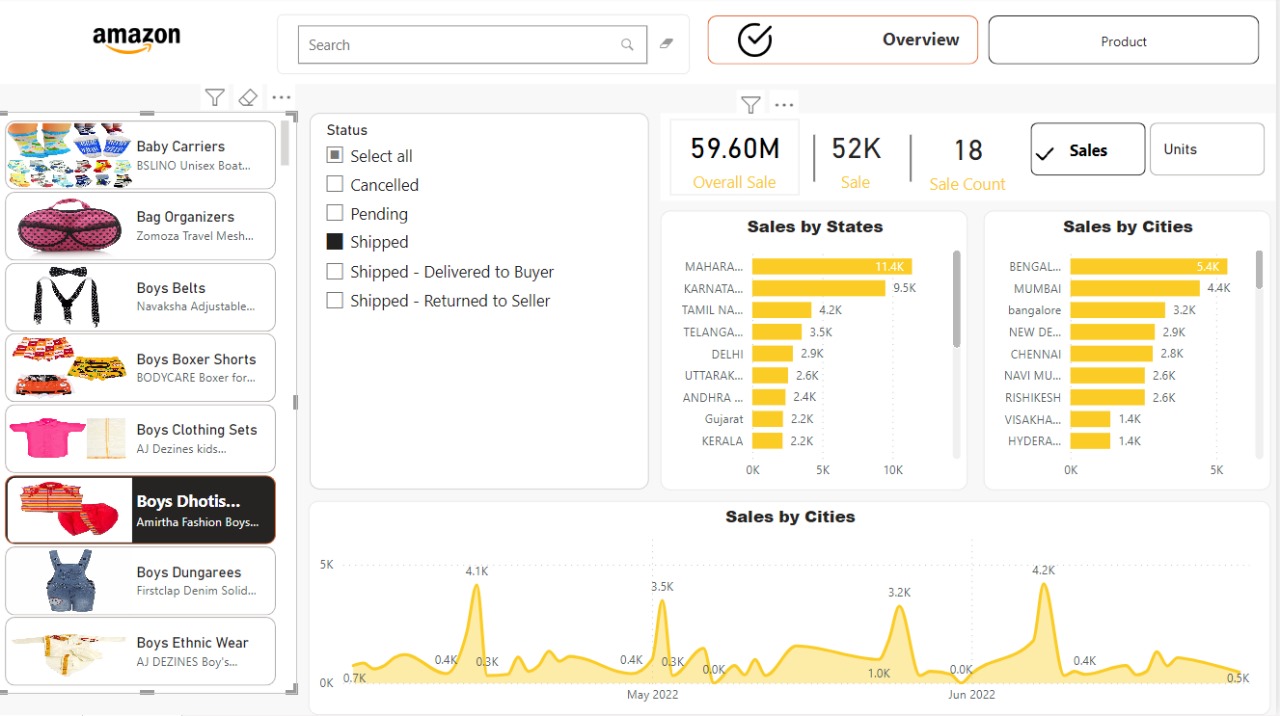 amazon
Search
Overview
Product
Baby Carriers
BSLINO Unisex Boat...
Bag Organizers
Zomoza Travel Mesh...
Boys Belts
Navaksha Adjustable...
Boys Boxer Shorts
BODYCARE Boxer for...
Boys Clothing Sets
AJ Dezines kids...
Boys Dhotis...
Amirtha Fashion Boys...
Boys Dungarees
Firstclap Denim Solid...
Boys Ethnic Wear
AJ DEZINES Boy's...
Status
Select all
Cancelled
Pending
Shipped
Shipped - Delivered to Buyer
Shipped - Returned to Seller
59.60M
Overall Sale
52K
Sale
18
Sale Count
Sales
Units
Sales by States
MAHARA... 11.4K
KARNATA... 9.5K
TAMIL NA... 4.2K
TELANGA... 3.5K
DELHI 2.9K
UTTARAK... 2.6K
ANDHRA ... 2.4K
Gujarat 2.2K
KERALA 2.2K
0K 5K 10K
Sales by Cities
BENGAL... 5.4K
MUMBAI 4.4K
bangalore 3.2K
NEW DE... 2.9K
CHENNAI 2.8K
NAVI MU... 2.6K
RISHIKESH 2.6K
VISAKHA... 1.4K
HYDERA... 1.4K
0K 5K
Sales by Cities
5K
0K
0.7K 0.4K 4.1K 0.3K 0.4K 3.5K 0.3K 0.0K 1.0K 3.2K 0.0K 4.2K 0.4K 0.5K
May 2022 Jun 2022